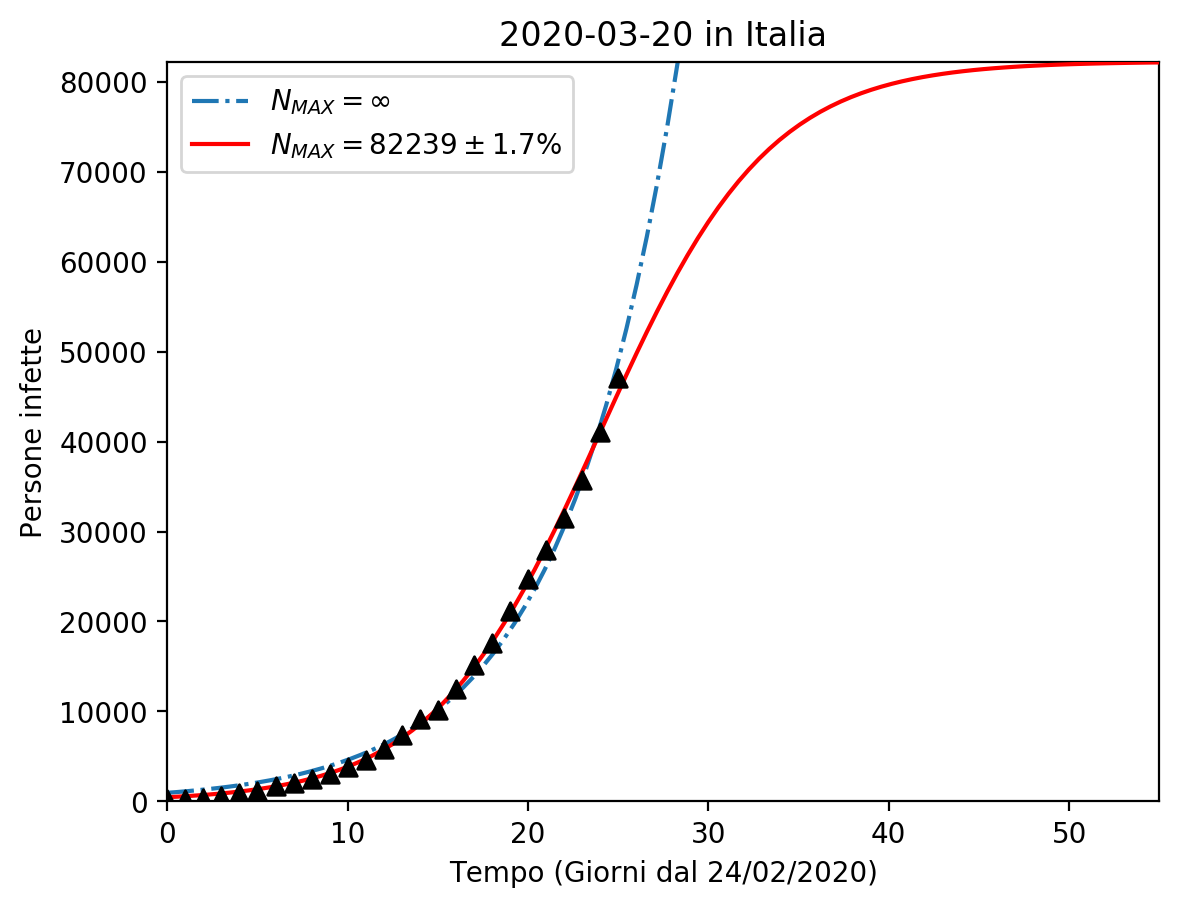 2020-03-20 in Italia
N_MAX = ∞
N_MAX = 82239 ± 1.7%
80000
70000
60000
50000
40000
30000
20000
10000
0
Persone infette
0 10 20 30 40 50
Tempo (Giorni dal 24/02/2020)